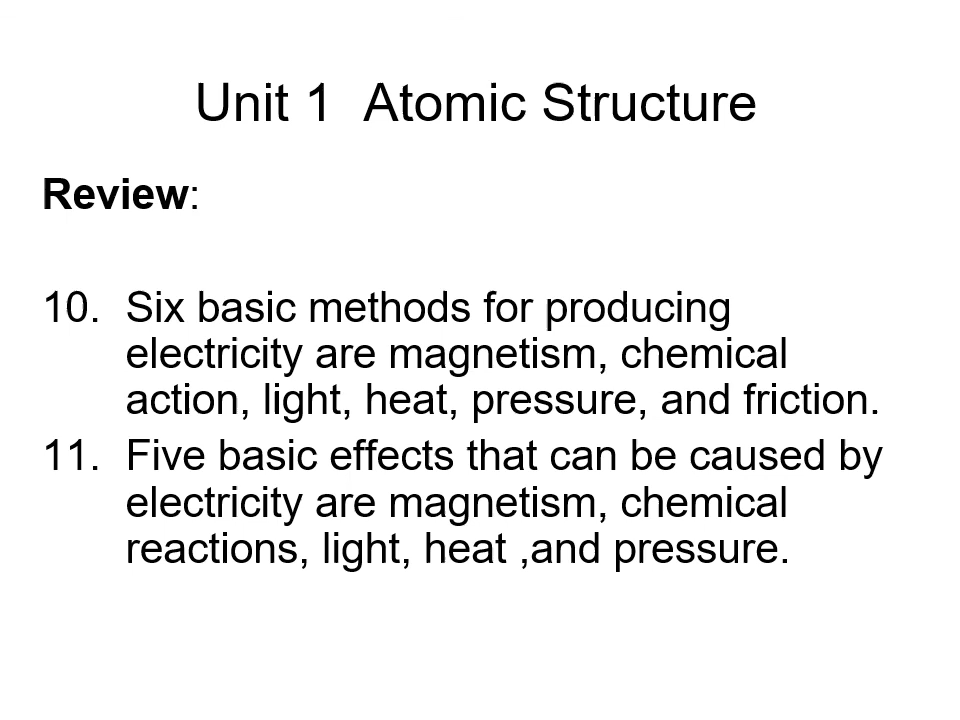 Unit 1  Atomic Structure
Review:
10. Six basic methods for producing
electricity are magnetism, chemical
action, light, heat, pressure, and friction.
11. Five basic effects that can be caused by
electricity are magnetism, chemical
reactions, light, heat ,and pressure.